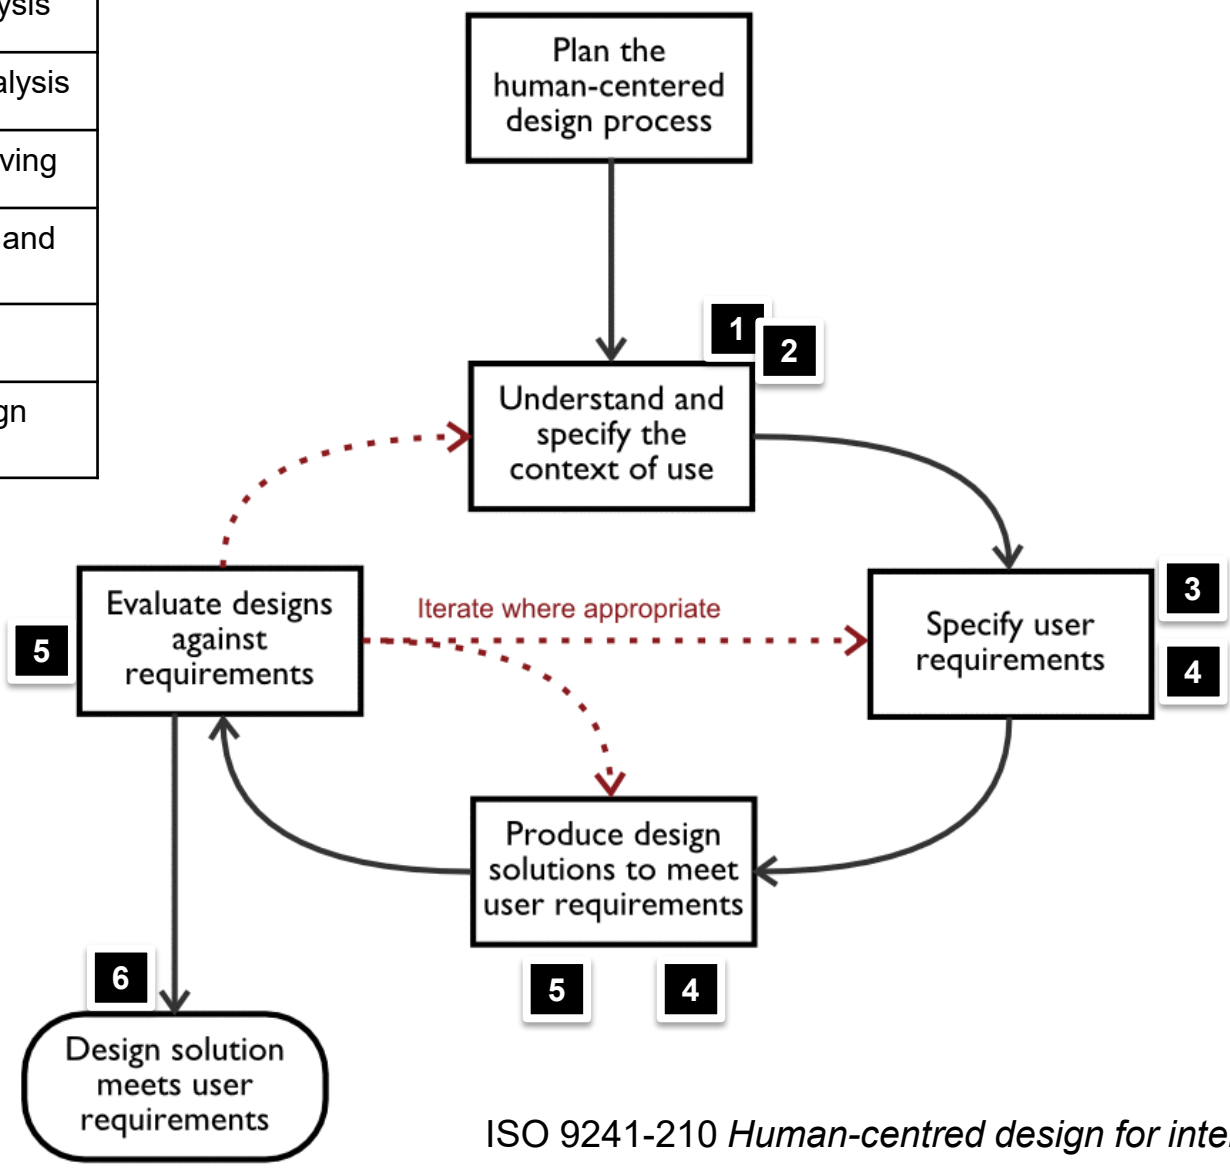 ysis
alysis
ving
and
gn
Plan the
human-centered
design process
1
2
Understand and
specify the
context of use
Evaluate designs
against
requirements
5
Iterate where appropriate
Specify user
requirements
3
4
Produce design
solutions to meet
user requirements
5 4
6
Design solution
meets user
requirements
ISO 9241-210 Human-centred design for inte